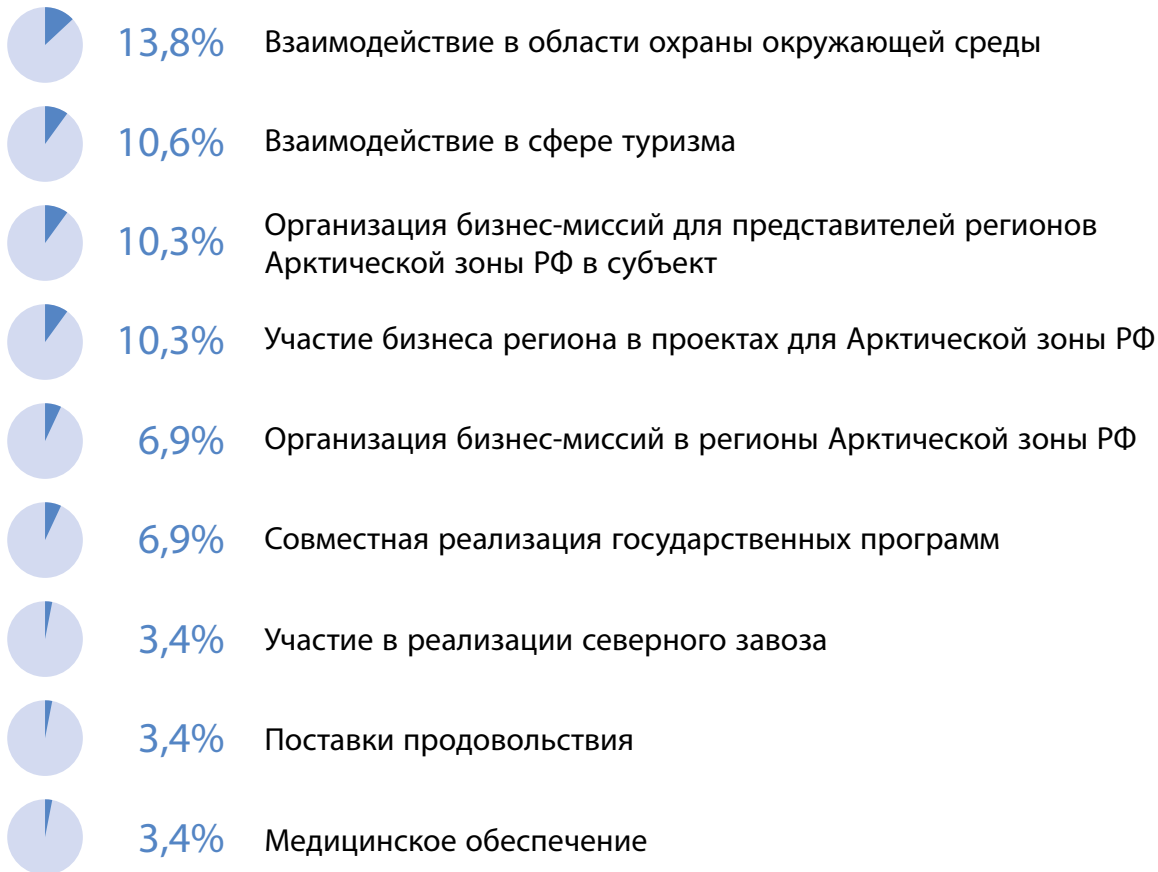 13,8% Взаимодействие в области охраны окружающей среды
10,6% Взаимодействие в сфере туризма
10,3% Организация бизнес-миссий для представителей регионов
Арктической зоны РФ в субъект
10,3% Участие бизнеса региона в проектах для Арктической зоны РФ
6,9% Организация бизнес-миссий в регионы Арктической зоны РФ
6,9% Совместная реализация государственных программ
3,4% Участие в реализации северного завоза
3,4% Поставки продовольствия
3,4% Медицинское обеспечение